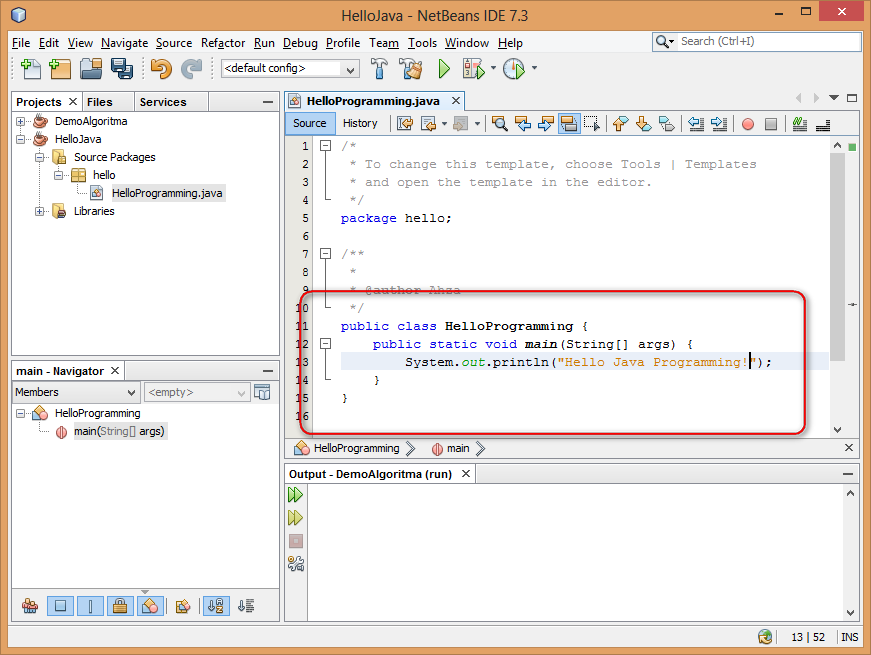 HelloJava - NetBeans IDE 7.3
File Edit View Navigate Source Refactor Run Debug Profile Team Tools Window Help
Search (Ctrl+I)
<default config>
Projects Files Services
DemoAlgoritma
HelloJava
Source Packages
hello
HelloProgramming.java
Libraries
main - Navigator
Members <empty>
HelloProgramming
main(String[] args)
HelloProgramming.java
Source History
1 /*
2 * To change this template, choose Tools | Templates
3 * and open the template in the editor.
4 */
5 package hello;
6
7 /**
8 *
9 * @author Ahza
10 */
11 public class HelloProgramming {
12 public static void main(String[] args) {
13 System.out.println("Hello Java Programming!");
14 }
15 }
16
HelloProgramming main
Output - DemoAlgoritma (run)
13 | 52 INS